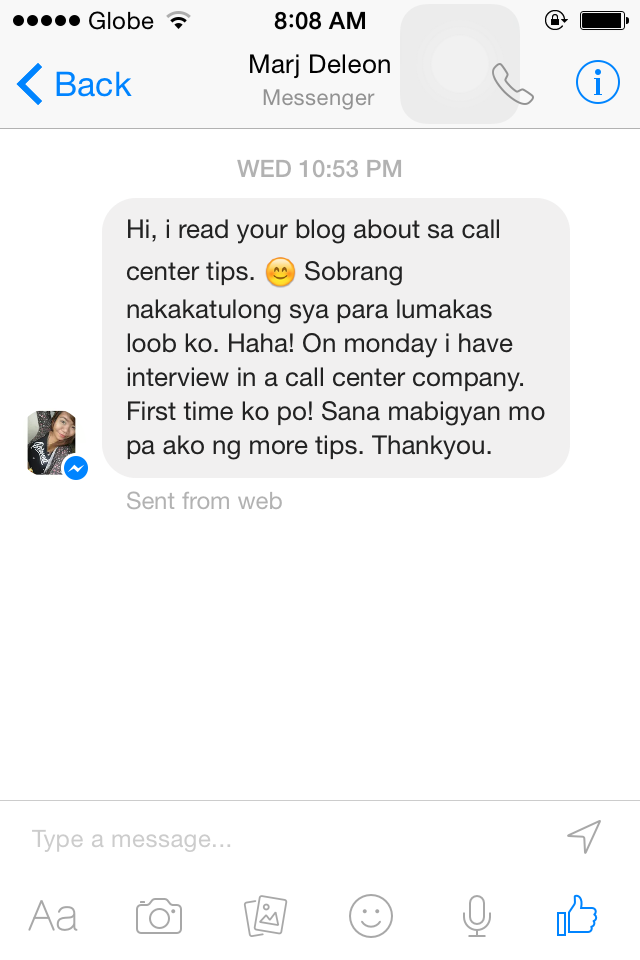 Globe 8:08 AM
Back Marj Deleon
Messenger
WED 10:53 PM
Hi, i read your blog about sa call
center tips. 😊 Sobrang
nakakatulong sya para lumakas
loob ko. Haha! On monday i have
interview in a call center company.
First time ko po! Sana mabigyan mo
pa ako ng more tips. Thankyou.
Sent from web
Type a message...
Aa